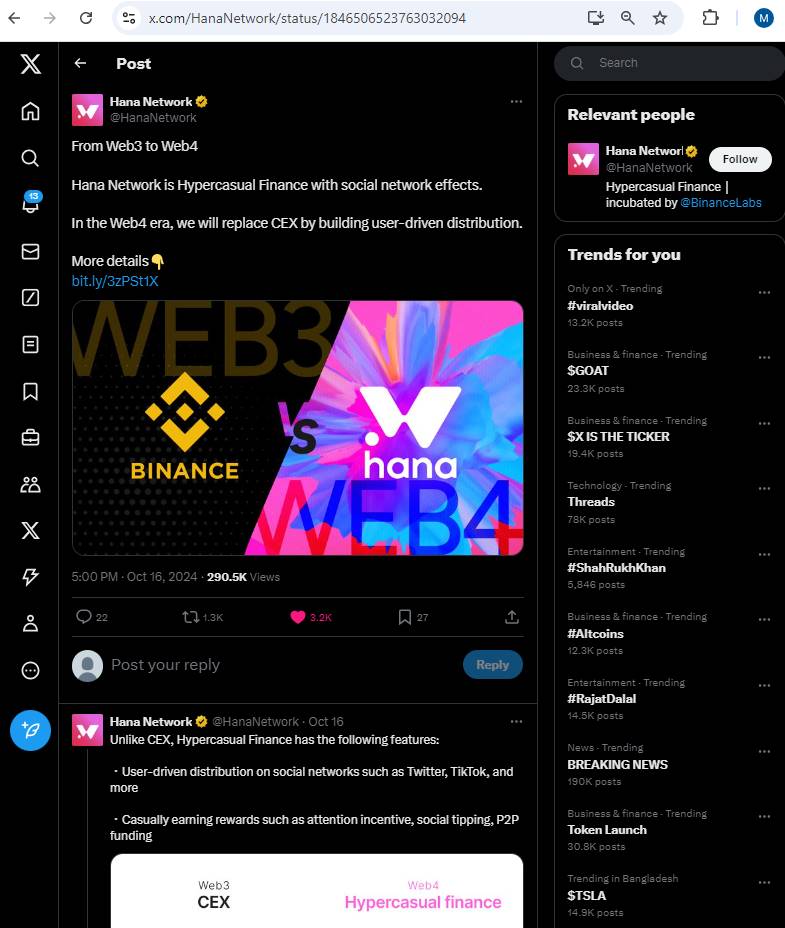 x.com/HanaNetwork/status/1846506523763032094
M
Post
Hana Network
@HanaNetwork
From Web3 to Web4
Hana Network is Hypercasual Finance with social network effects.
In the Web4 era, we will replace CEX by building user-driven distribution.
More details👇
bit.ly/3zPSt1X
WEB3
BINANCE
VS
hana
WEB4
5:00 PM · Oct 16, 2024 · 290.5K Views
22
1.3K
3.2K
27
Post your reply
Reply
Hana Network @HanaNetwork · Oct 16
Unlike CEX, Hypercasual Finance has the following features:
・User-driven distribution on social networks such as Twitter, TikTok, and
more
・Casually earning rewards such as attention incentive, social tipping, P2P
funding
Web3
CEX
Web4
Hypercasual finance
13
Search
Relevant people
Hana Networ
@HanaNetwork
Follow
Hypercasual Finance |
incubated by @BinanceLabs
Trends for you
Only on X · Trending
#viralvideo
13.2K posts
Business & finance · Trending
$GOAT
23.3K posts
Business & finance · Trending
$X IS THE TICKER
19.4K posts
Technology · Trending
Threads
78K posts
Entertainment · Trending
#ShahRukhKhan
5,846 posts
Business & finance · Trending
#Altcoins
12.3K posts
Entertainment · Trending
#RajatDalal
14.5K posts
News · Trending
BREAKING NEWS
190K posts
Business & finance · Trending
Token Launch
30.8K posts
Trending in Bangladesh
$TSLA
14.9K posts